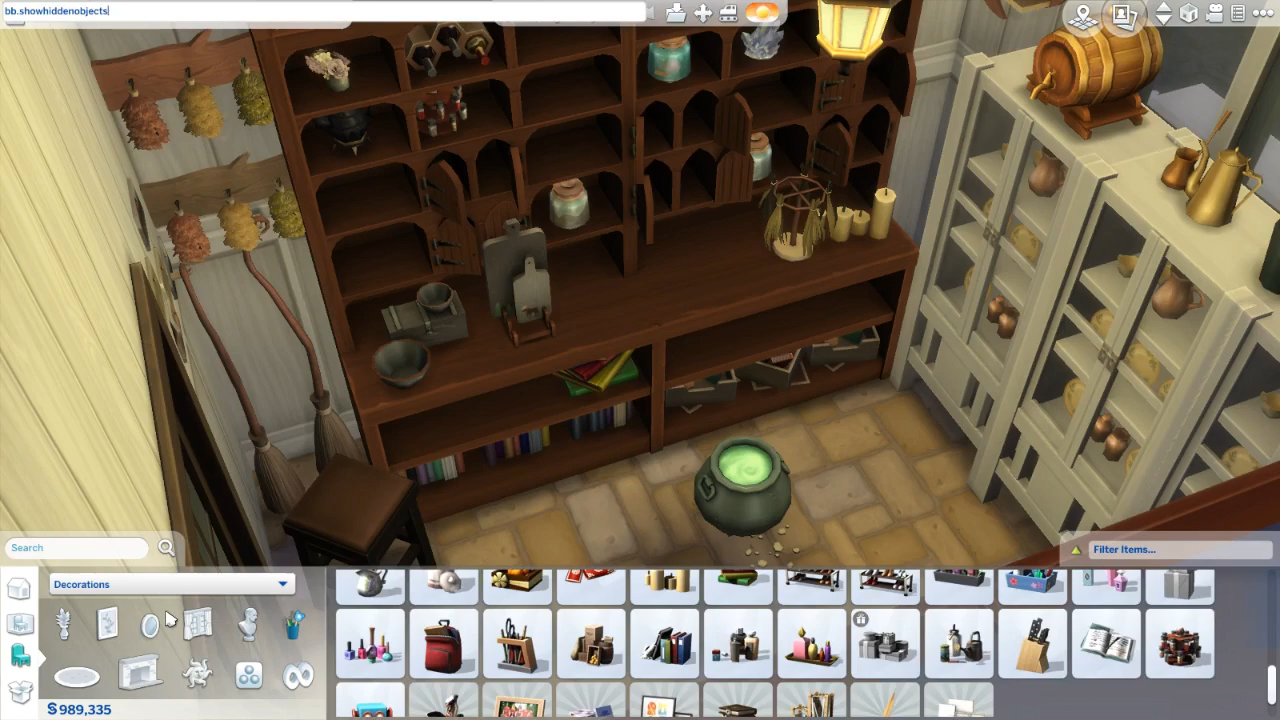 bb.showhiddenobjects
Search
Filter Items...
Decorations
§989,335